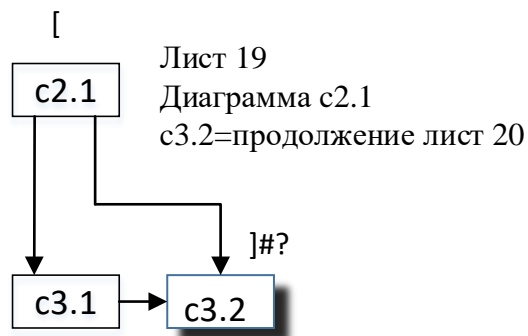 [
Лист 19
c2.1
Диаграмма c2.1
c3.2=продолжение лист 20
]#?
c3.1
c3.2